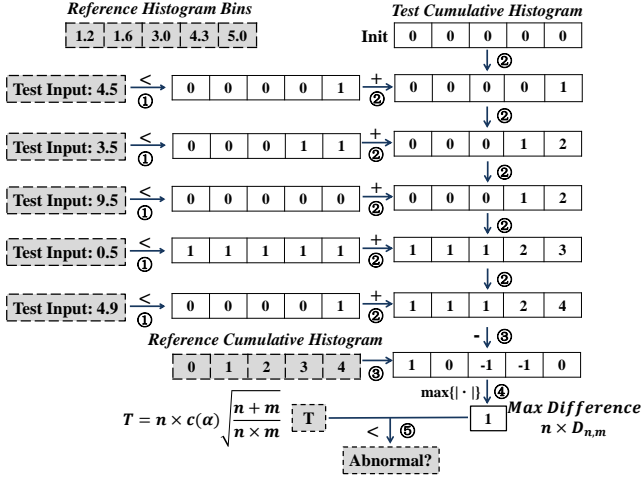 Reference Histogram Bins
Test Cumulative Histogram
1.2 1.6 3.0 4.3 5.0
Init 0 0 0 0 0
②
Test Input: 4.5 < ① 0 0 0 0 1 + ② 0 0 0 0 1
②
Test Input: 3.5 < ① 0 0 0 1 1 + ② 0 0 0 1 2
②
Test Input: 9.5 < ① 0 0 0 0 0 + ② 0 0 0 1 2
②
Test Input: 0.5 < ① 1 1 1 1 1 + ② 1 1 1 2 3
②
Test Input: 4.9 < ① 0 0 0 0 1 + ② 1 1 1 2 4
Reference Cumulative Histogram
- ③
0 1 2 3 4 ③ 1 0 -1 -1 0
max{| · |} ④
T = n × c(α) √((n + m)/(n × m)) T 1 Max Difference
n × Dₙ,ₘ
< ⑤
Abnormal?